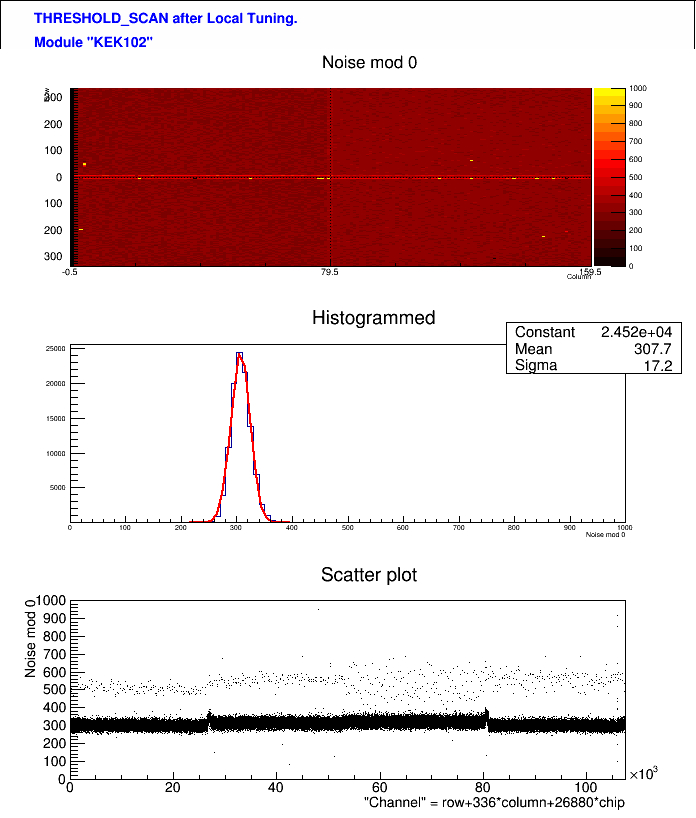 THRESHOLD_SCAN after Local Tuning.
Module "KEK102"
Noise mod 0
300
200
100
0
100
200
300
-0.5
79.5
159.5
Column
1000
900
800
700
600
500
400
300
200
100
0
Histogrammed
Constant 2.452e+04
Mean 307.7
Sigma 17.2
25000
20000
15000
10000
5000
0 100 200 300 400 500 600 700 800 900 1000
Noise mod 0
Scatter plot
Noise mod 0
1000
900
800
700
600
500
400
300
200
100
0
0 20 40 60 80 100
×10³
"Channel" = row+336*column+26880*chip